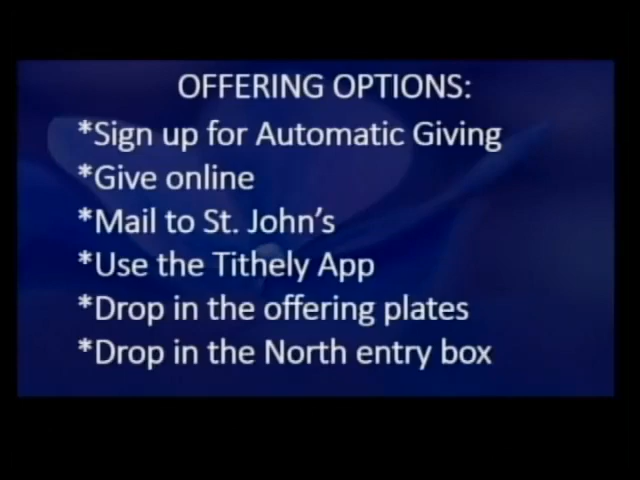 OFFERING OPTIONS:
*Sign up for Automatic Giving
*Give online
*Mail to St. John's
*Use the Tithely App
*Drop in the offering plates
*Drop in the North entry box